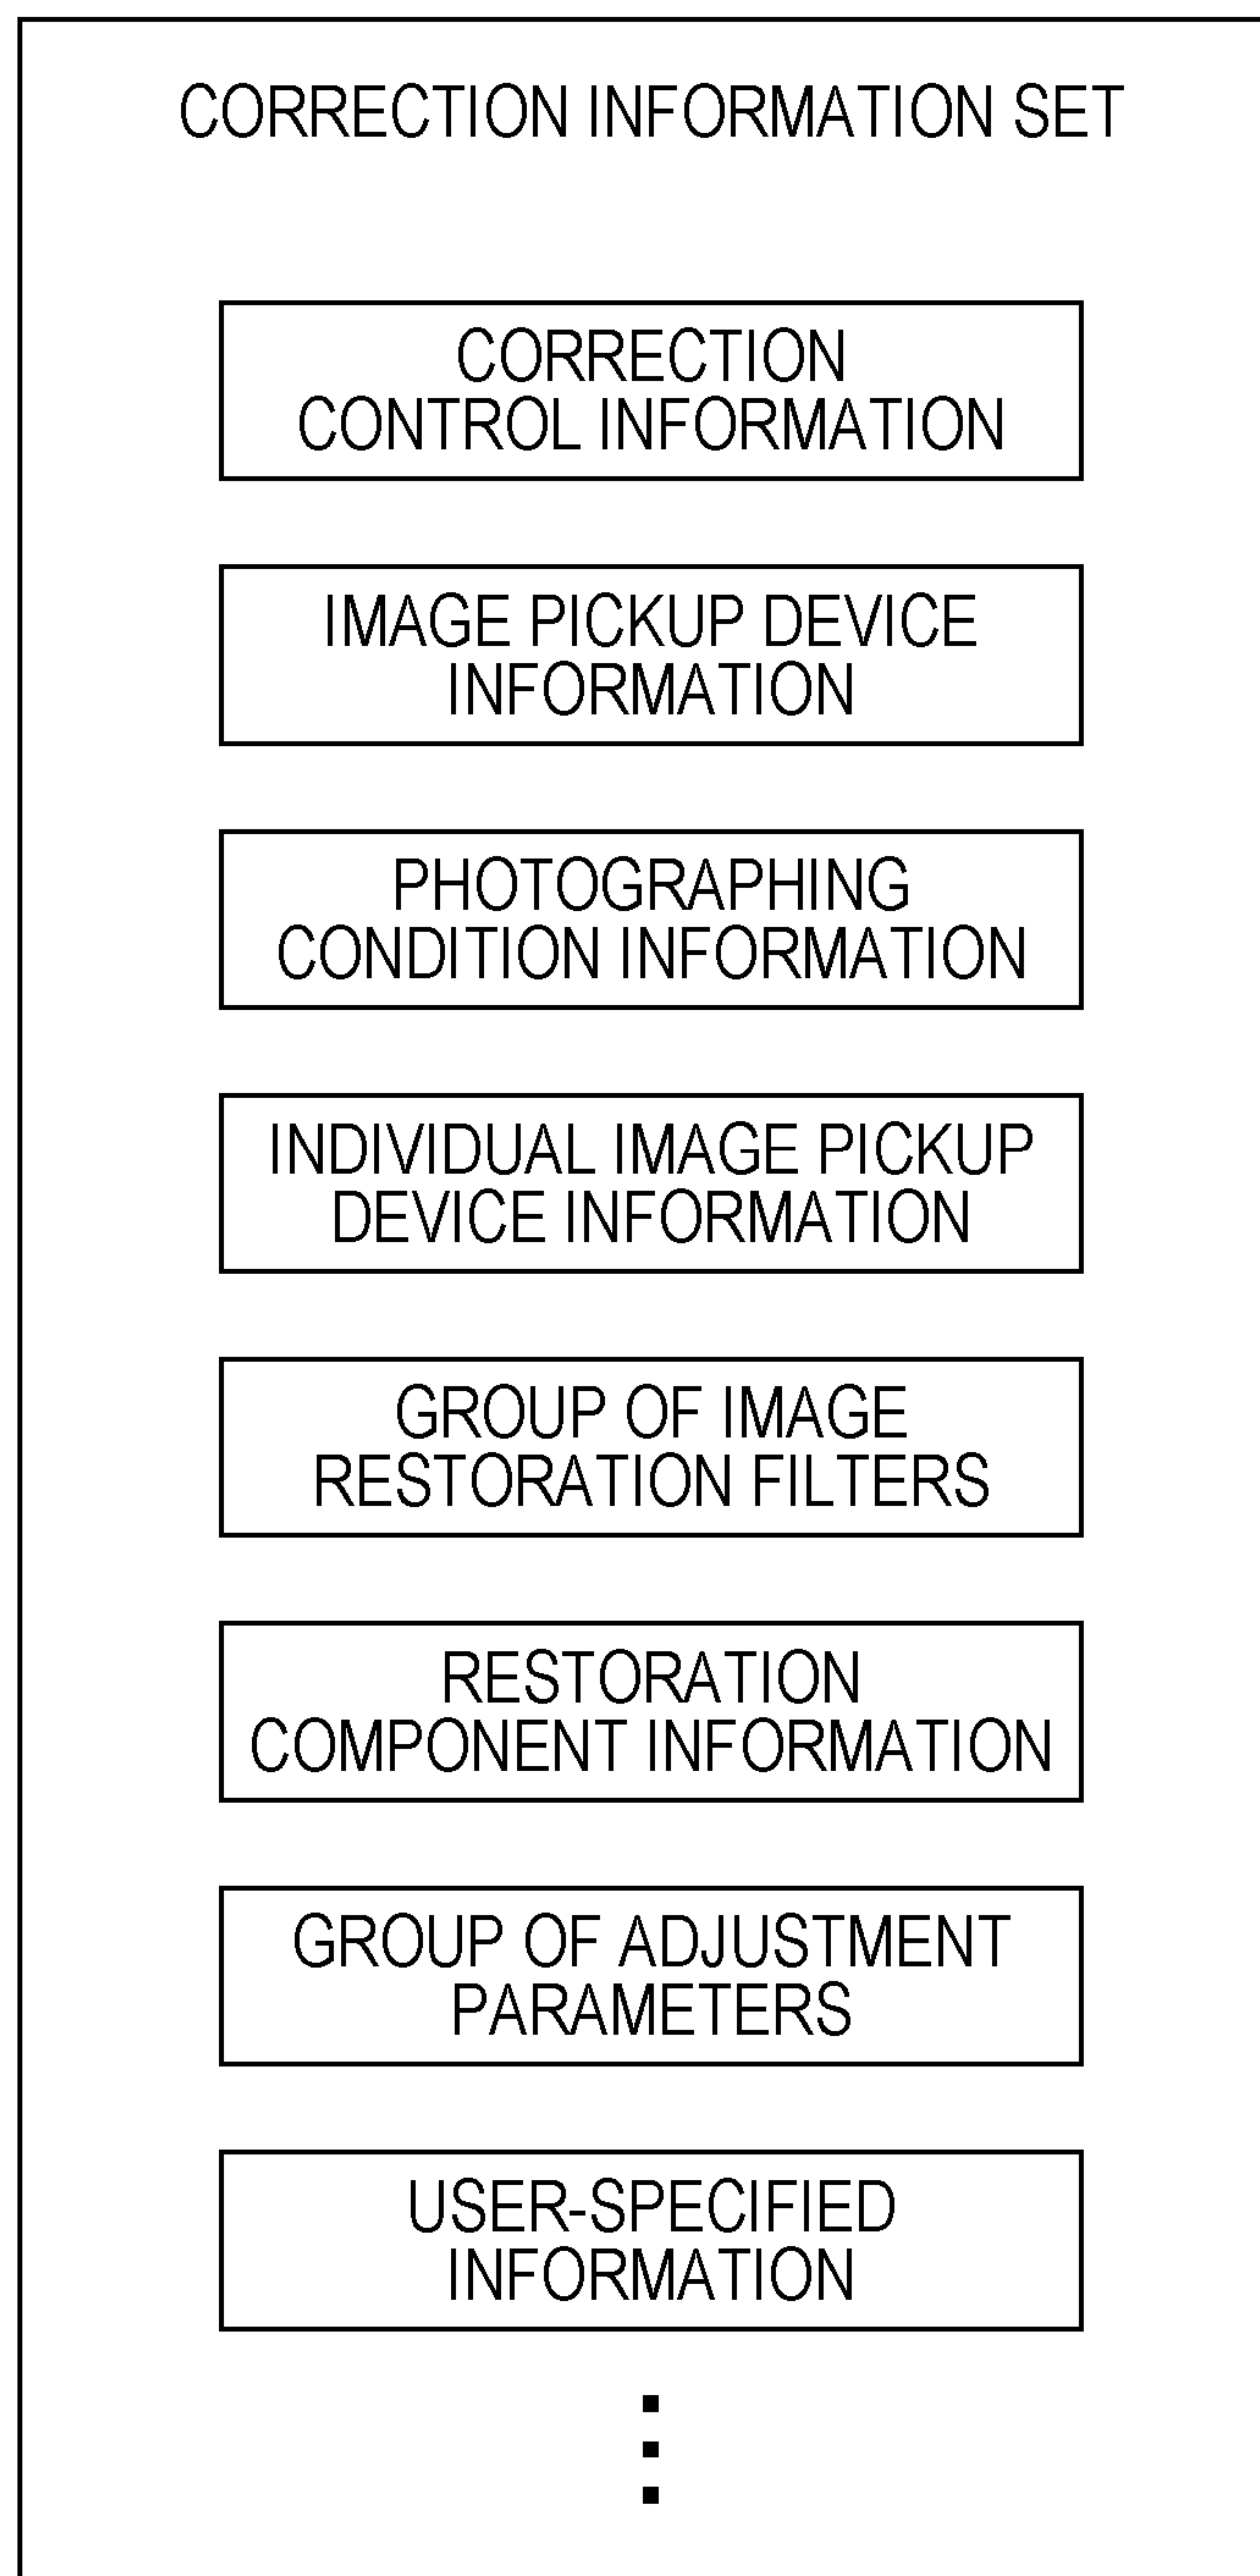 CORRECTION INFORMATION SET
CORRECTION
CONTROL INFORMATION
IMAGE PICKUP DEVICE
INFORMATION
PHOTOGRAPHING
CONDITION INFORMATION
INDIVIDUAL IMAGE PICKUP
DEVICE INFORMATION
GROUP OF IMAGE
RESTORATION FILTERS
RESTORATION
COMPONENT INFORMATION
GROUP OF ADJUSTMENT
PARAMETERS
USER-SPECIFIED
INFORMATION